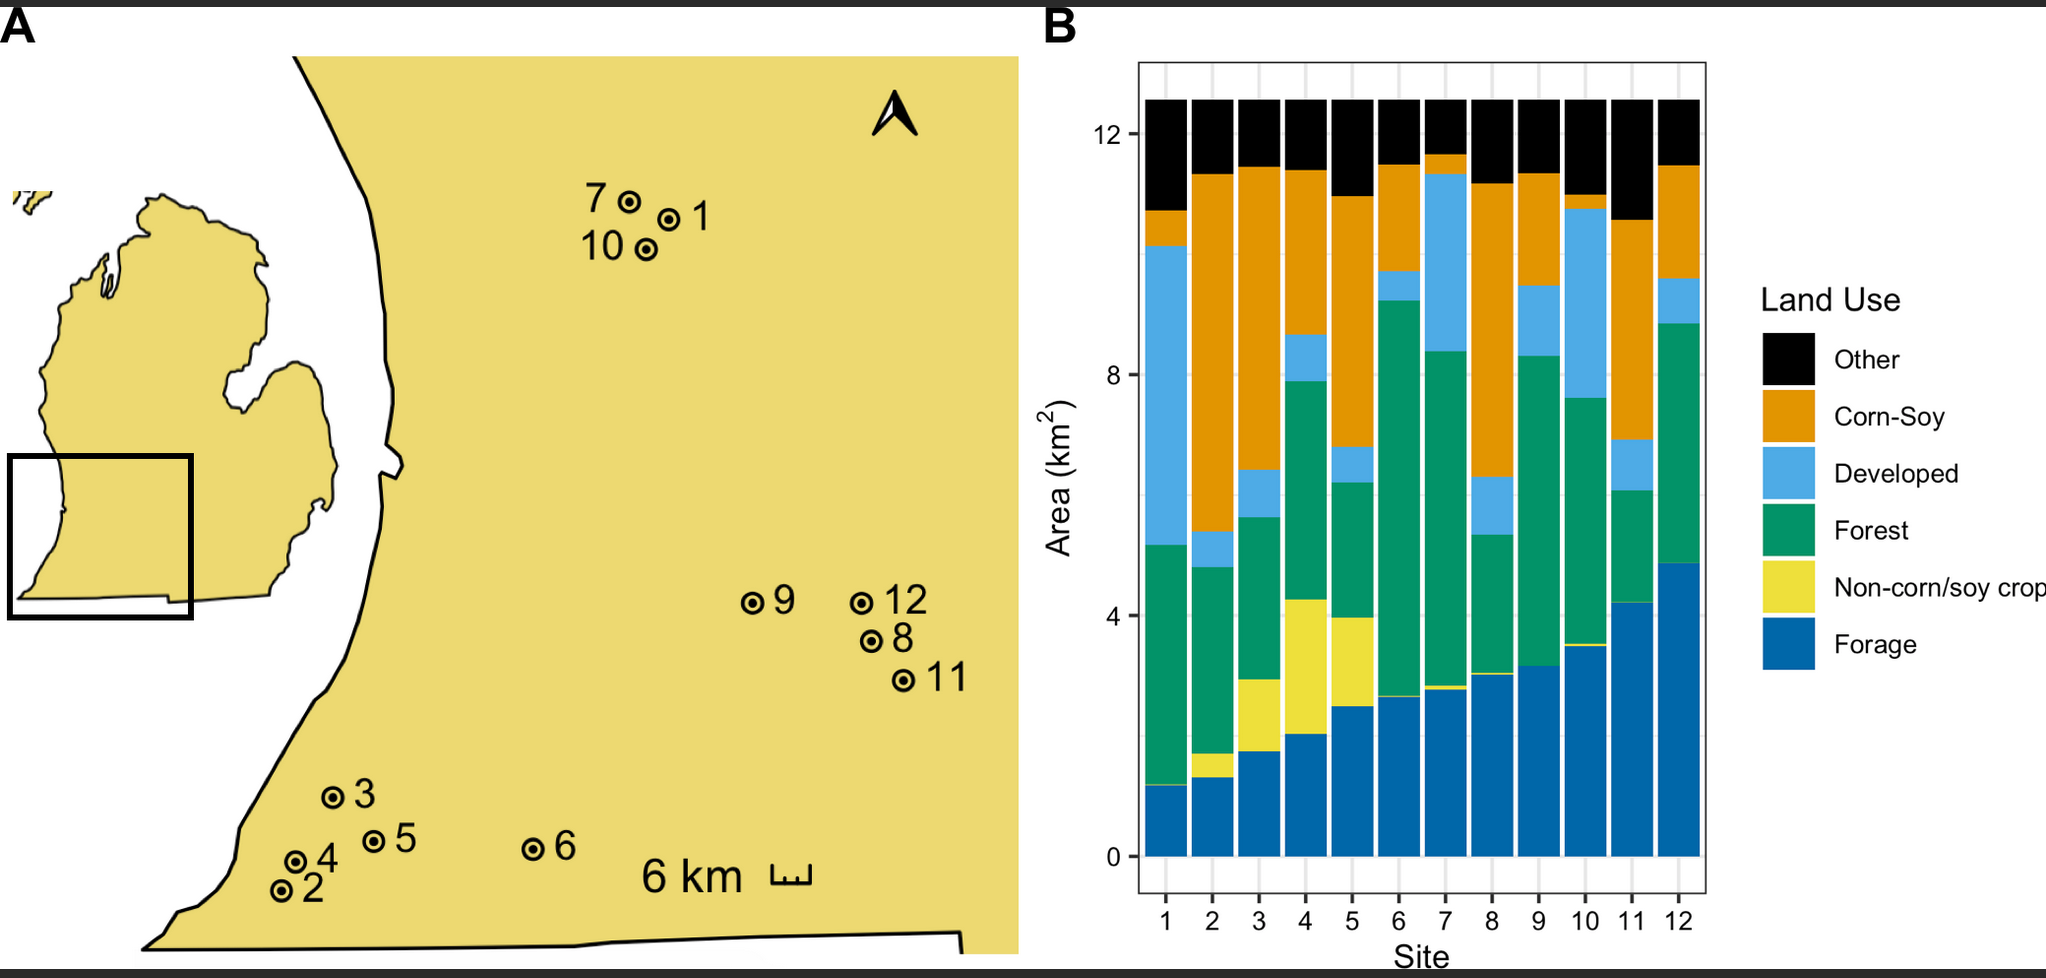 A
7
1
10
9
12
8
11
3
5
4
2
6
6 km
B
12
8
4
0
Area (km²)
1 2 3 4 5 6 7 8 9 10 11 12
Site
Land Use
Other
Corn-Soy
Developed
Forest
Non-corn/soy crop
Forage